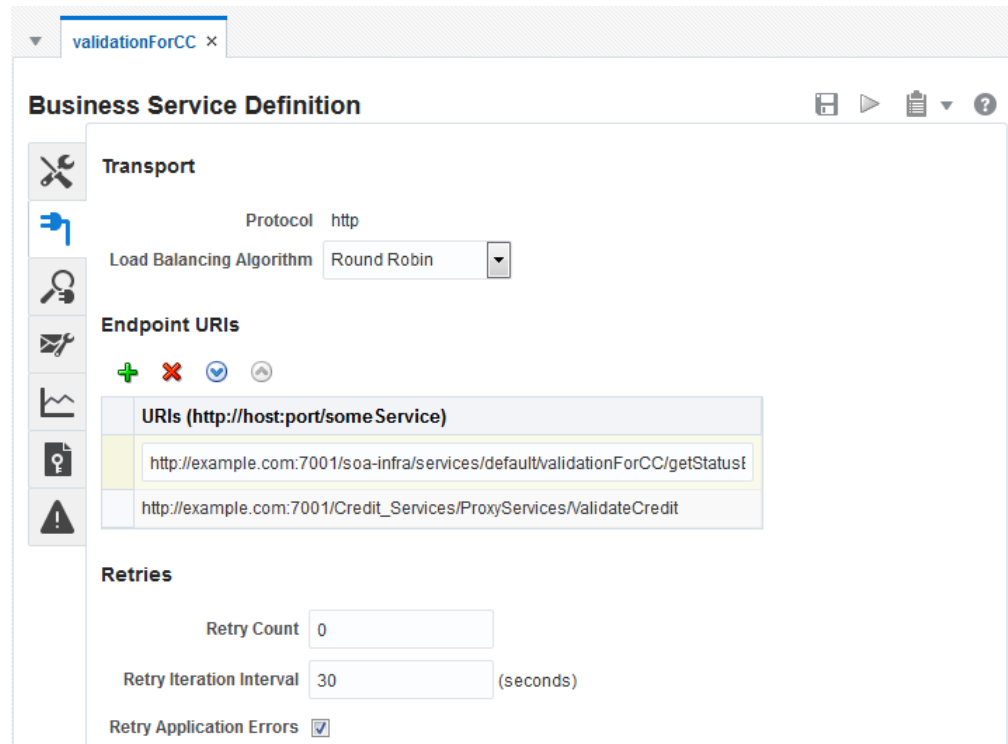 validationForCC ×
Business Service Definition
Transport
Protocol http
Load Balancing Algorithm Round Robin
Endpoint URIs
URIs (http://host:port/someService)
http://example.com:7001/soa-infra/services/default/validationForCC/getStatus
http://example.com:7001/Credit_Services/ProxyServices/ValidateCredit
Retries
Retry Count 0
Retry Iteration Interval 30 (seconds)
Retry Application Errors